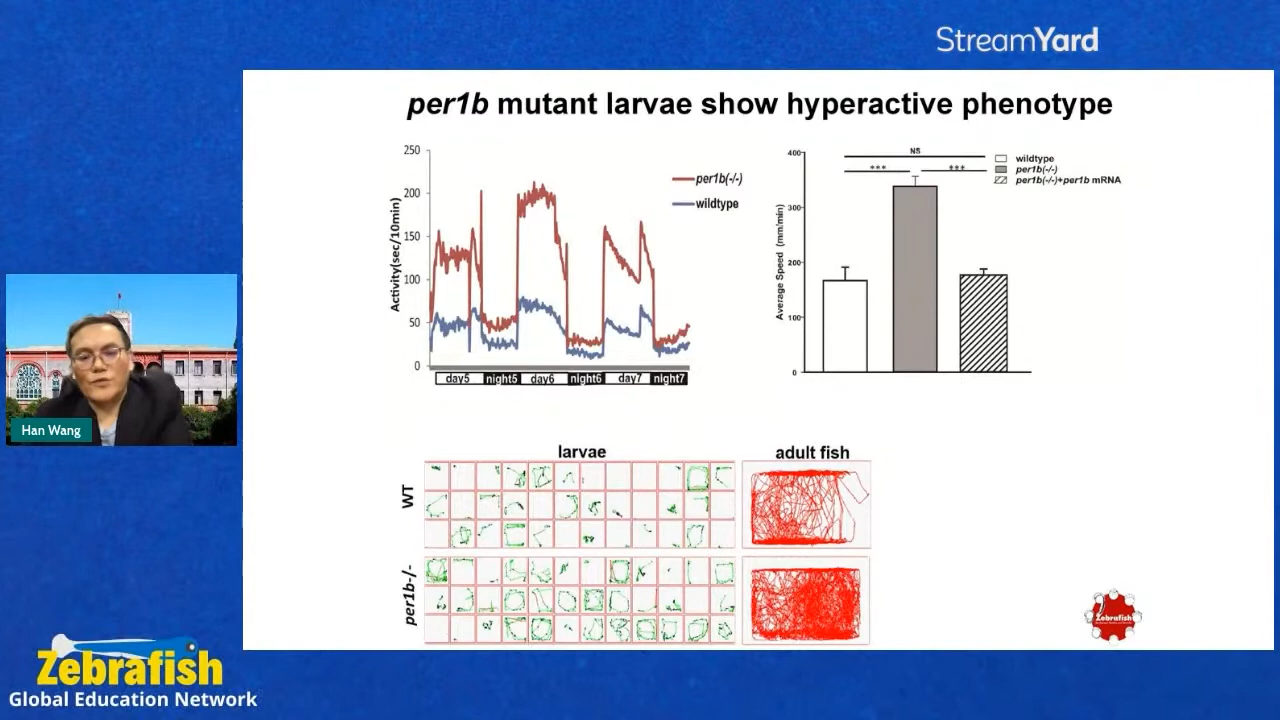 StreamYard
per1b mutant larvae show hyperactive phenotype
250
200
150
100
50
0
Activity(sec/10min)
per1b(-/-)
wildtype
day5 night5 day6 night6 day7 night7
400
300
200
100
0
Average Speed (mm/min)
NS
*** ***
wildtype
per1b(-/-)
per1b(-/-)+per1b mRNA
larvae adult fish
WT
per1b-/-
Han Wang
Zebrafish
Zebrafish
Global Education Network